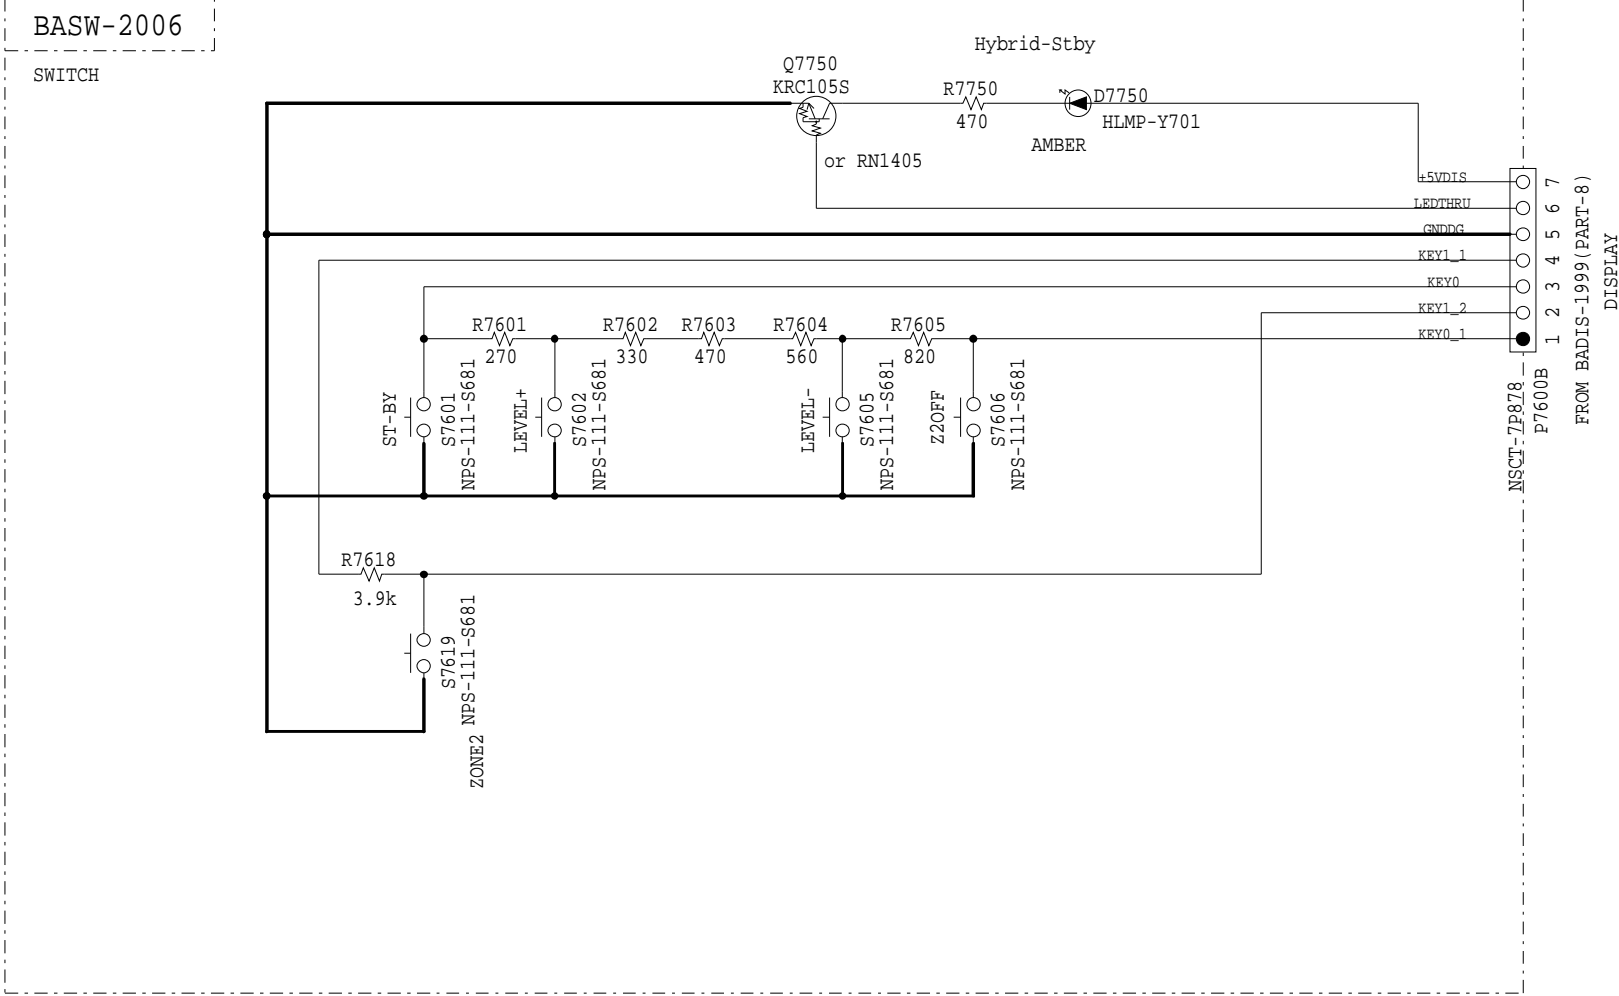 BASW-2006
SWITCH
Hybrid-Stby
Q7750
KRC105S
or RN1405
R7750
470
D7750
HLMP-Y701
AMBER
+5VDIS
LEDTHRU
GNDDG
KEY1_1
KEY0
KEY1_2
KEY0_1
7
6
5
4
3
2
1
FROM BADIS-1999(PART-8)
DISPLAY
NSCT-7P878
P7600B
R7601
270
R7602
330
R7603
470
R7604
560
R7605
820
ST-BY
S7601
NPS-111-S681
LEVEL+
S7602
NPS-111-S681
LEVEL-
S7605
NPS-111-S681
Z2OFF
S7606
NPS-111-S681
R7618
3.9k
S7619
NPS-111-S681
ZONE2